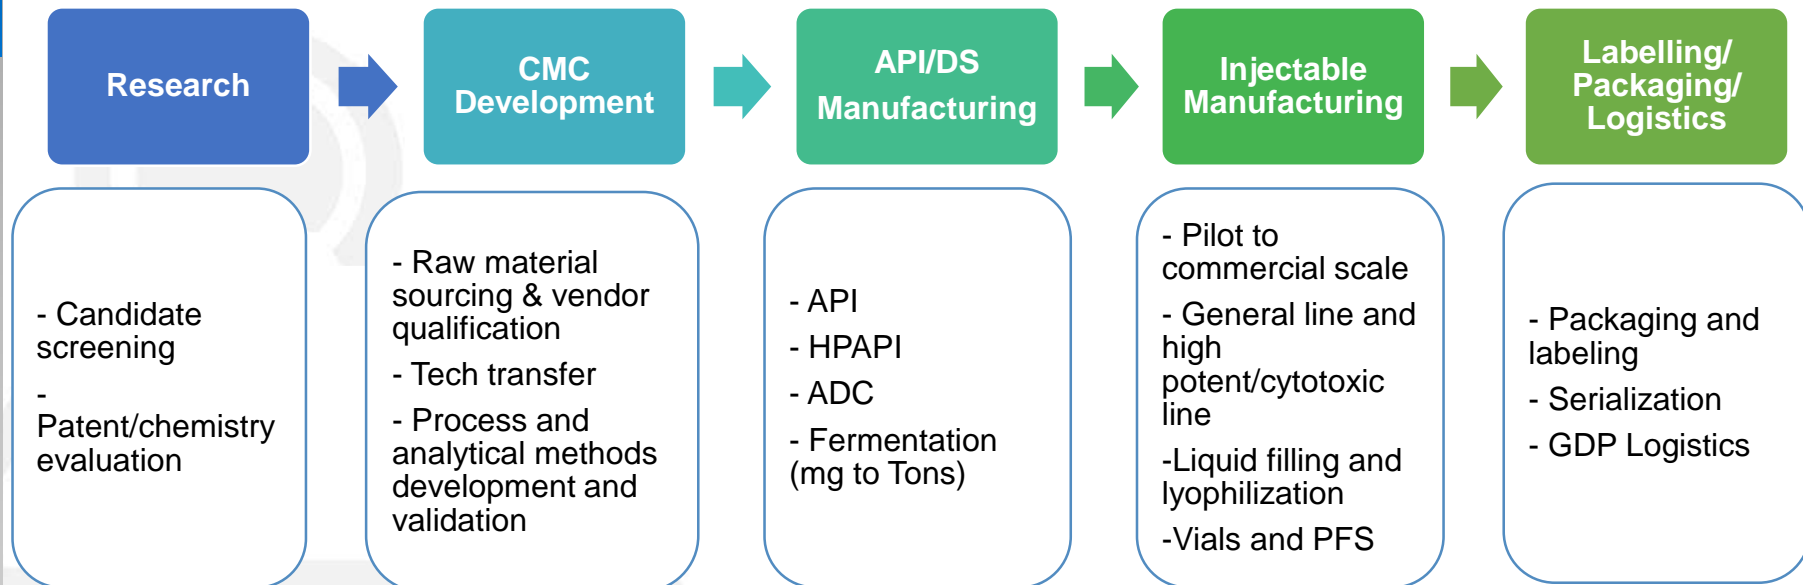 Research
CMC
Development
API/DS
Manufacturing
Injectable
Manufacturing
Labelling/
Packaging/
Logistics
- Candidate
screening
-
Patent/chemistry
evaluation
- Raw material
sourcing & vendor
qualification
- Tech transfer
- Process and
analytical methods
development and
validation
- API
- HPAPI
- ADC
- Fermentation
(mg to Tons)
- Pilot to
commercial scale
- General line and
high
potent/cytotoxic
line
-Liquid filling and
lyophilization
-Vials and PFS
- Packaging and
labeling
- Serialization
- GDP Logistics